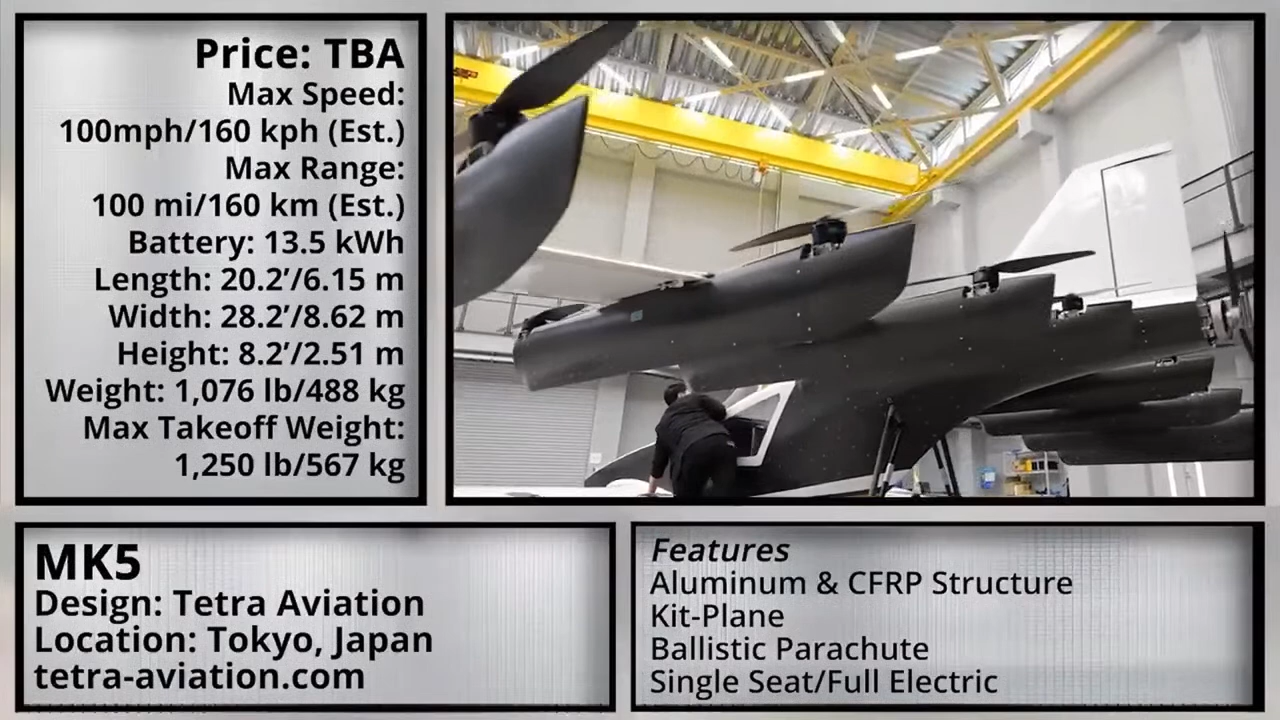 Price: TBA
Max Speed:
100mph/160 kph (Est.)
Max Range:
100 mi/160 km (Est.)
Battery: 13.5 kWh
Length: 20.2’/6.15 m
Width: 28.2’/8.62 m
Height: 8.2’/2.51 m
Weight: 1,076 lb/488 kg
Max Takeoff Weight:
1,250 lb/567 kg
MK5
Design: Tetra Aviation
Location: Tokyo, Japan
tetra-aviation.com
Features
Aluminum & CFRP Structure
Kit-Plane
Ballistic Parachute
Single Seat/Full Electric